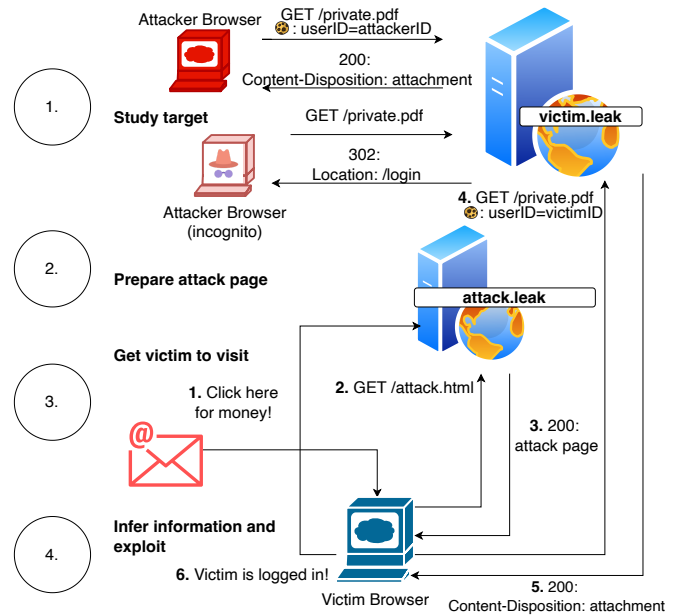 Attacker Browser
GET /private.pdf
: userID=attackerID
200:
Content-Disposition: attachment
1.
Study target
GET /private.pdf
victim.leak
302:
Location: /login
Attacker Browser
(incognito)
4. GET /private.pdf
: userID=victimID
2.
Prepare attack page
attack.leak
Get victim to visit
3.
1. Click here
for money!
2. GET /attack.html
3. 200:
attack page
@
Infer information and
exploit
4.
6. Victim is logged in!
Victim Browser
5. 200:
Content-Disposition: attachment